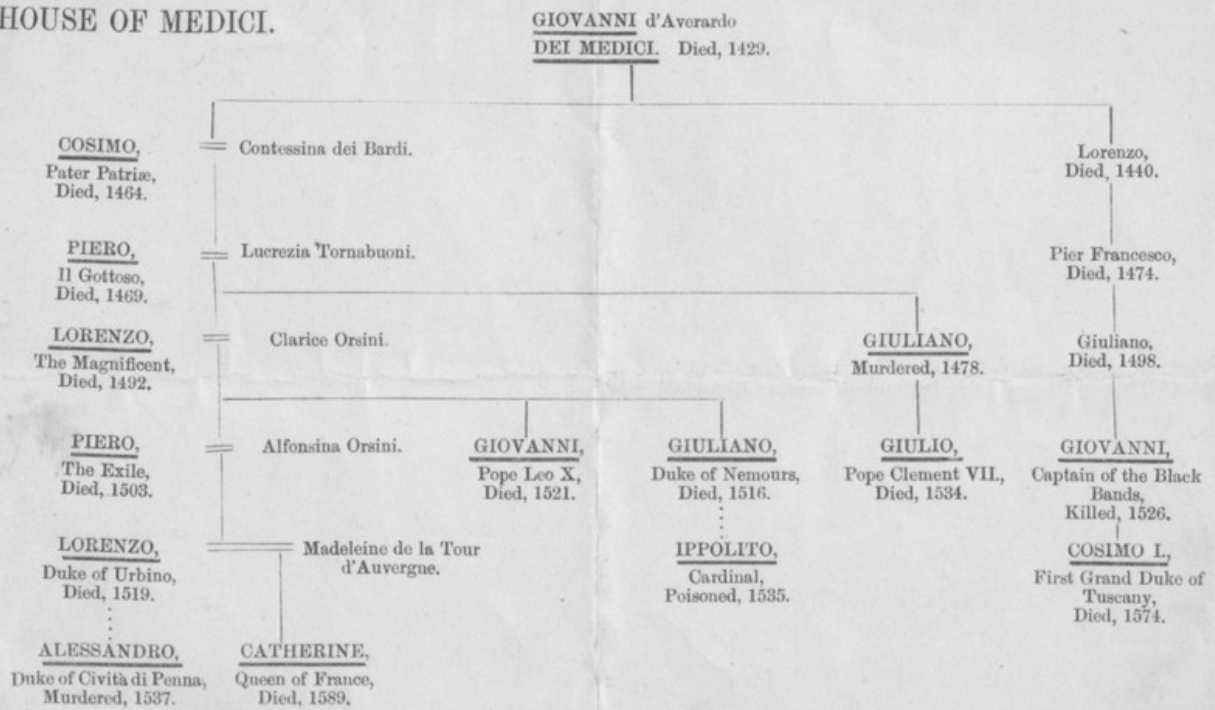 HOUSE OF MEDICI.
GIOVANNI d'Averardo
DEI MEDICI. Died, 1429.
COSIMO,
Pater Patriæ,
Died, 1464.
Contessina dei Bardi.
Lorenzo,
Died, 1440.
PIERO,
Il Gottoso,
Died, 1469.
Lucrezia Tornabuoni.
Pier Francesco,
Died, 1474.
LORENZO,
The Magnificent,
Died, 1492.
Clarice Orsini.
GIULIANO,
Murdered, 1478.
Giuliano,
Died, 1498.
PIERO,
The Exile,
Died, 1503.
Alfonsina Orsini.
GIOVANNI,
Pope Leo X,
Died, 1521.
GIULIANO,
Duke of Nemours,
Died, 1516.
GIULIO,
Pope Clement VII.,
Died, 1534.
GIOVANNI,
Captain of the Black
Bands,
Killed, 1526.
LORENZO,
Duke of Urbino,
Died, 1519.
Madeleine de la Tour
d'Auvergne.
IPPOLITO,
Cardinal,
Poisoned, 1535.
COSIMO I.,
First Grand Duke of
Tuscany,
Died, 1574.
ALESSANDRO,
Duke of Cività di Penna,
Murdered, 1537.
CATHERINE,
Queen of France,
Died, 1589.